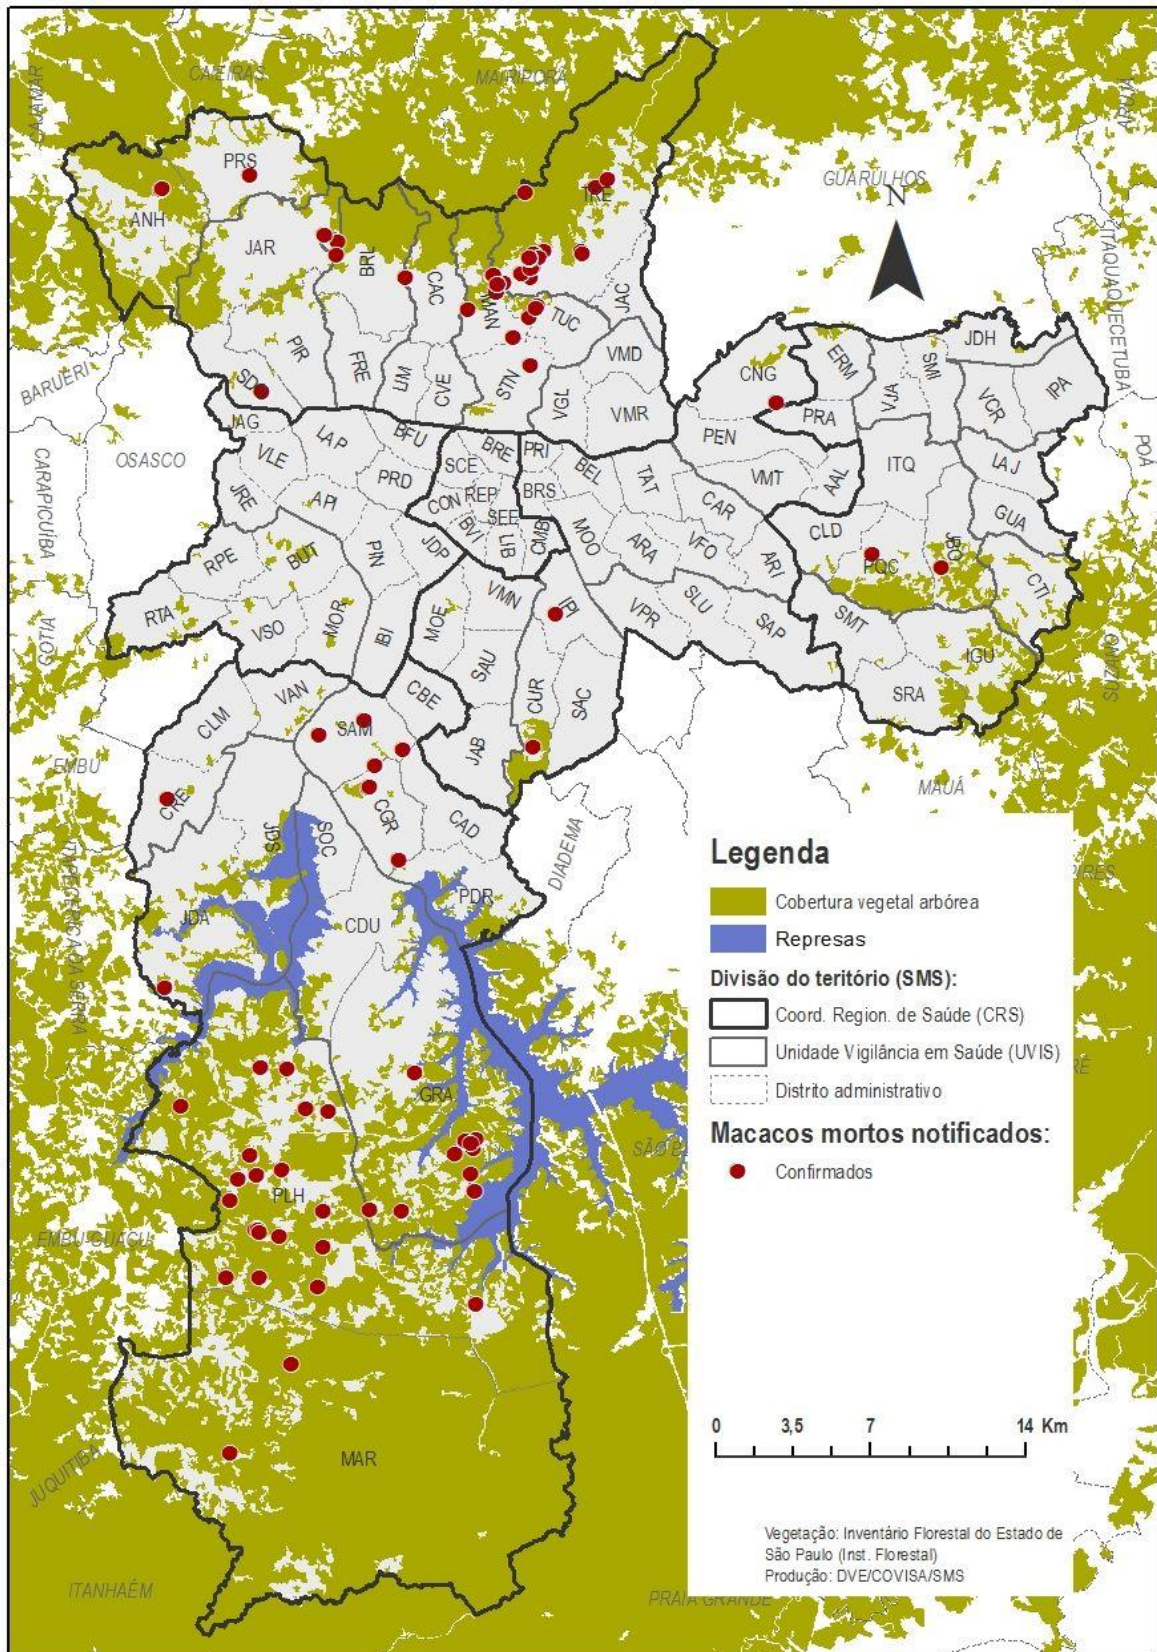 CAIEIRAS
MAIRIPORÃ
CAJAMAR
ARUJÁ
PRS
GUARULHOS
TRE
N
ANH
JAR
BRL
CAC
MAN
JAC
ITAQUAQUECETUBA
TUC
JDH
PIR
VMD
ERM
SMI
CNG
FRE
LIM
CVE
STN
VJA
VCR
IPA
BARUERI
VGL
VMR
PRA
JAG
LAP
BFU
PEN
OSASCO
VLE
BRE
PRI
BEL
ITQ
LAJ
POÁ
PRD
SCE
TAT
VMT
AAL
CARAPICUÍBA
JRE
API
CON
REP
BRS
CAR
GUA
SEE
CLD
BVI
LIB
CMB
MOO
ARA
VFO
JDP
RPE
BUT
PIN
ARI
PQC
JBO
CTI
COTIA
RTA
VSO
MOR
IBI
MOE
VMN
IPI
VPR
SLU
SAP
SMT
IGU
SAU
SUZANO
CLM
VAN
CBE
CUR
SAC
SRA
SAM
JAB
EMBU
MAUÁ
CRE
JDS
SOC
CGR
CAD
DIADEMA
ITAPECERICA DA SERRA
Legenda
Cobertura vegetal arbórea
Represas
JDA
CDU
PDR
Divisão do território (SMS):
Coord. Region. de Saúde (CRS)
Unidade Vigilância em Saúde (UVIS)
GRA
Distrito administrativo
Macacos mortos notificados:
SÃO B
Confirmados
PLH
EMBU-GUAÇU
0 3,5 7 14 Km
MAR
JUQUITIBA
Vegetação: Inventário Florestal do Estado de
São Paulo (Inst. Florestal)
Produção: DVE/COVISA/SMS
ITANHAÉM
PRAIA GRANDE